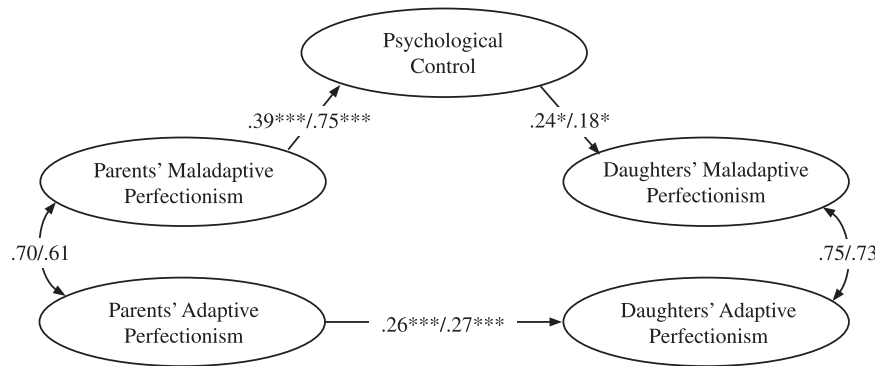 Psychological
Control
.39***/.75***
.24*/.18*
Parents’ Maladaptive
Perfectionism
Daughters’ Maladaptive
Perfectionism
.70/.61
.75/.73
Parents’ Adaptive
Perfectionism
.26***/.27***
Daughters’ Adaptive
Perfectionism